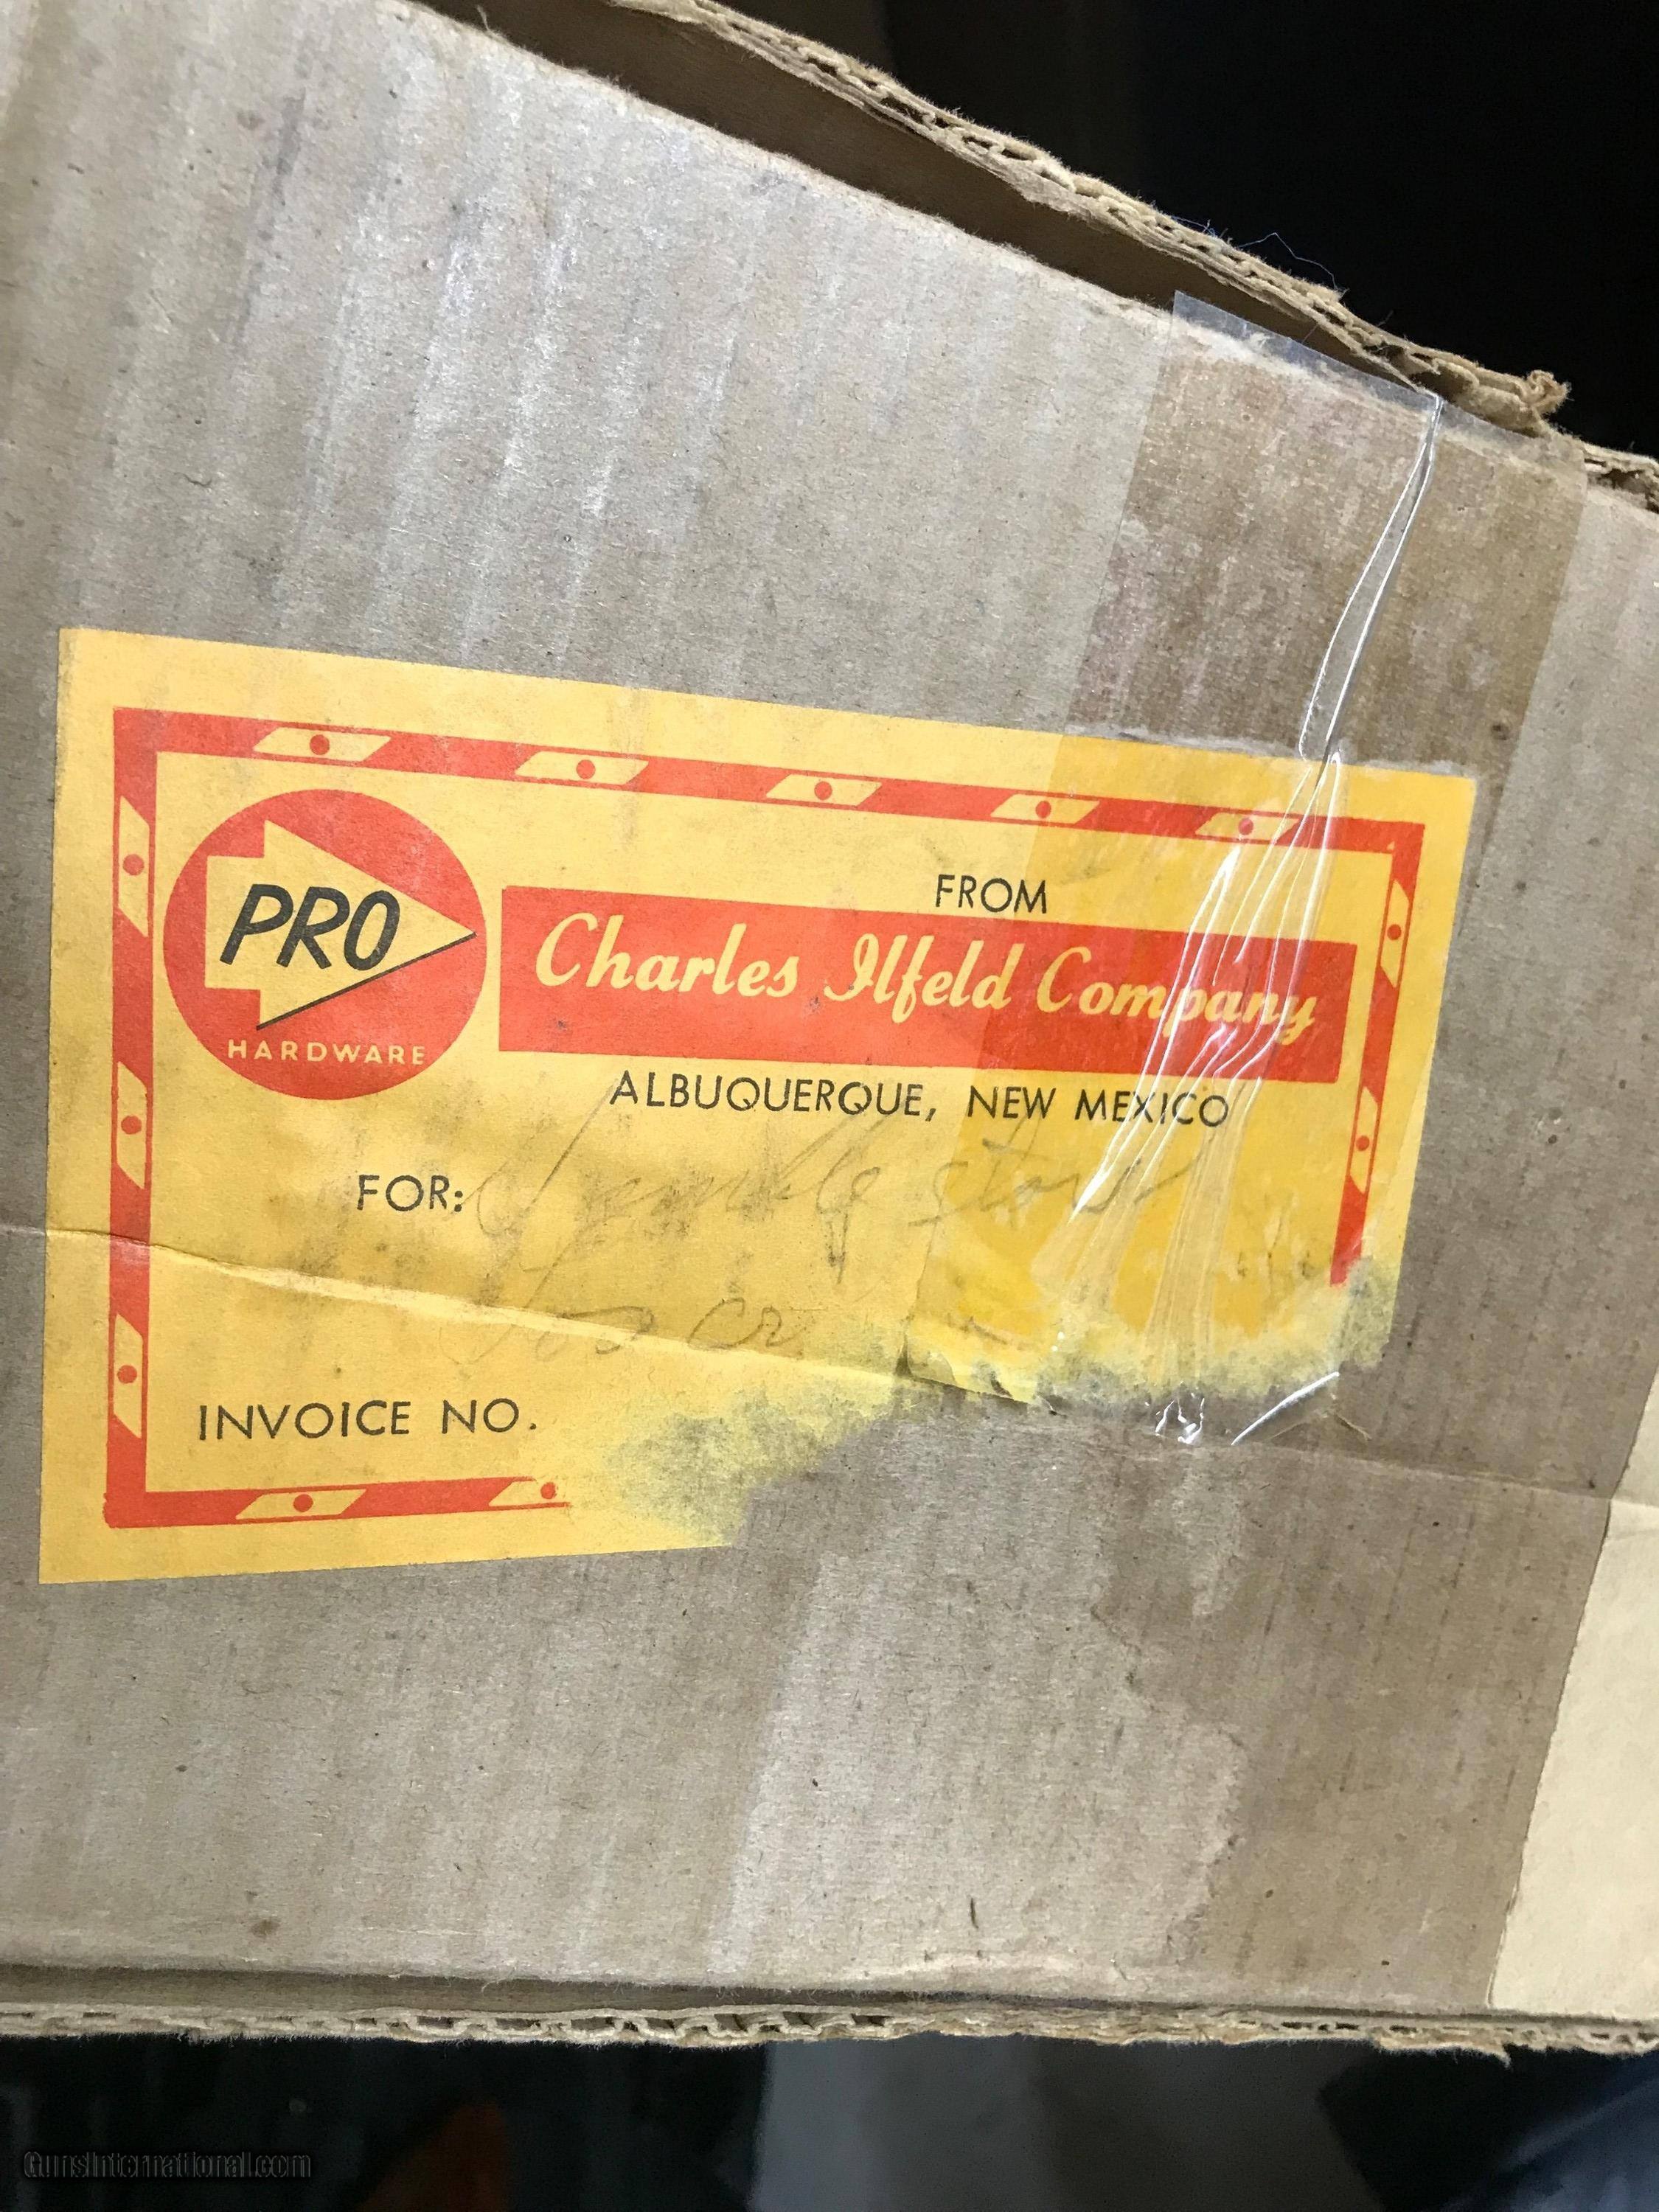 PRO
HARDWARE
FROM
Charles Ilfeld Company
ALBUQUERQUE, NEW MEXICO
FOR:
INVOICE NO.
GunsInternational.com